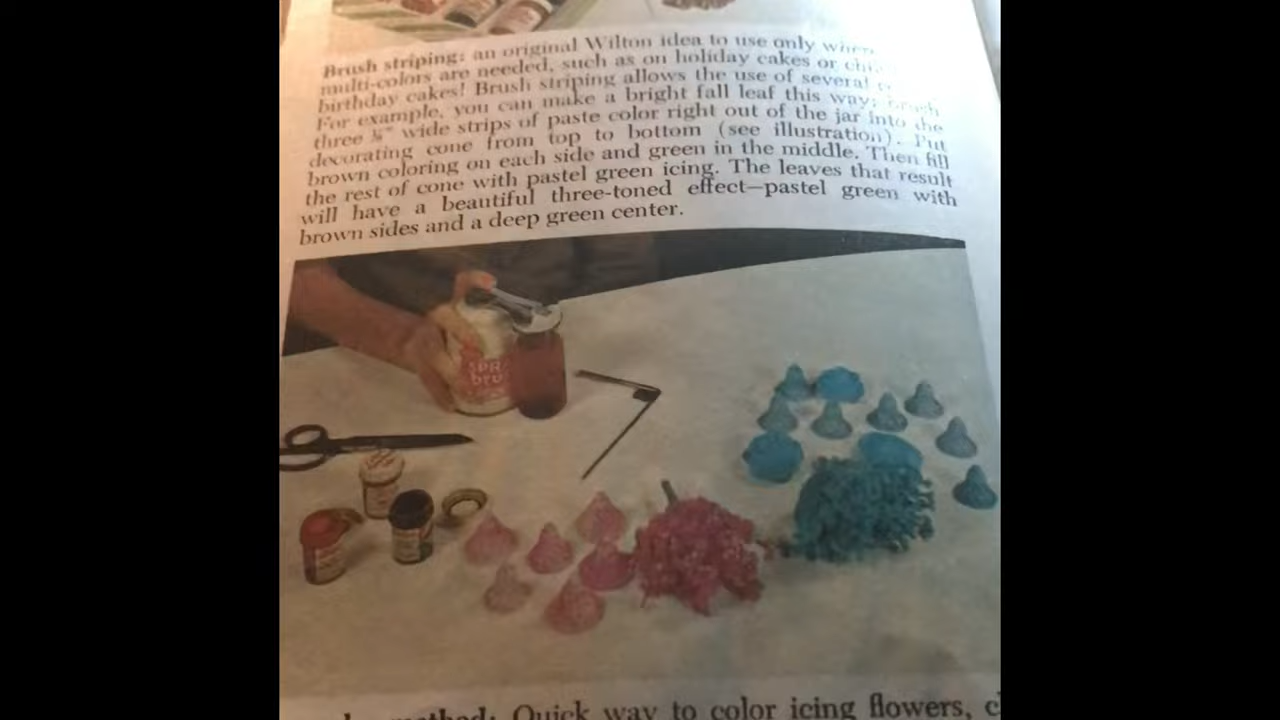 Brush striping: an original Wilton idea to use only when
multi-colors are needed, such as on holiday cakes or
birthday cakes! Brush striping allows the use of several
For example, you can make a bright fall leaf this way: brush
three ¼" wide strips of paste color right out of the jar into the
decorating cone from top to bottom (see illustration). Put
brown coloring on each side and green in the middle. Then fill
the rest of cone with pastel green icing. The leaves that result
will have a beautiful three-toned effect—pastel green with
brown sides and a deep green center.
method: Quick way to color icing flowers,